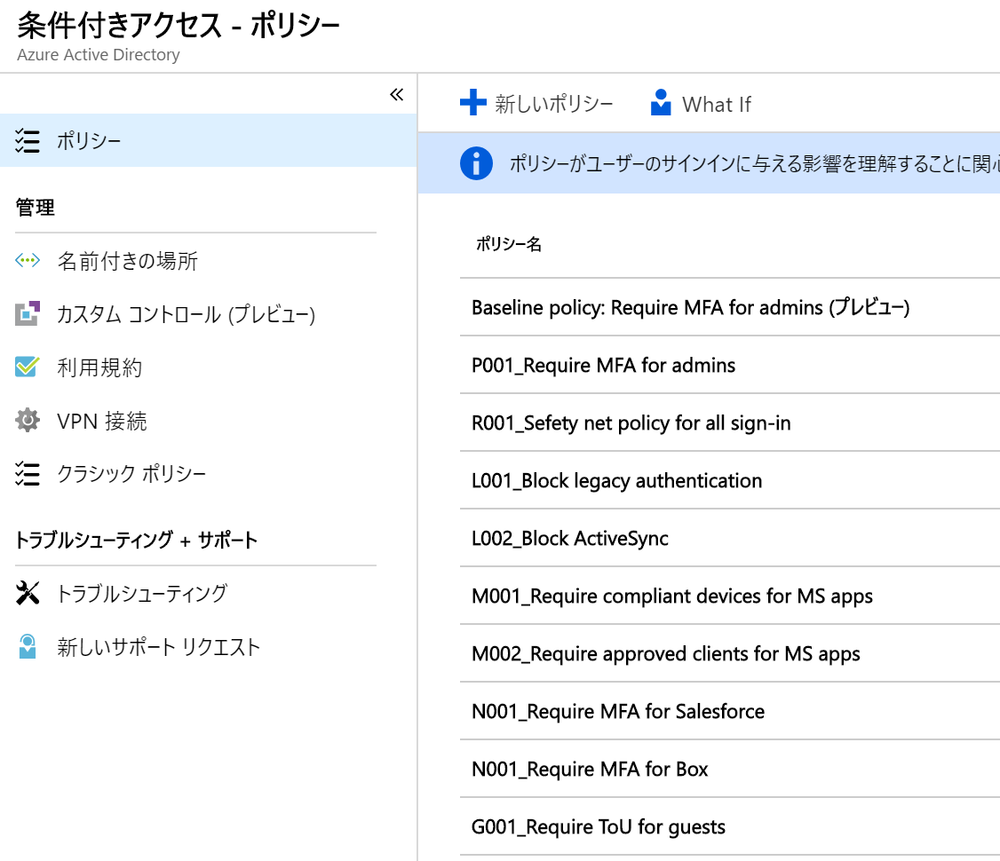 条件付きアクセス - ポリシー
Azure Active Directory
«
ポリシー
管理
名前付きの場所
カスタム コントロール (プレビュー)
利用規約
VPN 接続
クラシック ポリシー
トラブルシューティング + サポート
トラブルシューティング
新しいサポート リクエスト
新しいポリシー
What If
ポリシーがユーザーのサインインに与える影響を理解することに関心
ポリシー名
Baseline policy: Require MFA for admins (プレビュー)
P001_Require MFA for admins
R001_Sefety net policy for all sign-in
L001_Block legacy authentication
L002_Block ActiveSync
M001_Require compliant devices for MS apps
M002_Require approved clients for MS apps
N001_Require MFA for Salesforce
N001_Require MFA for Box
G001_Require ToU for guests